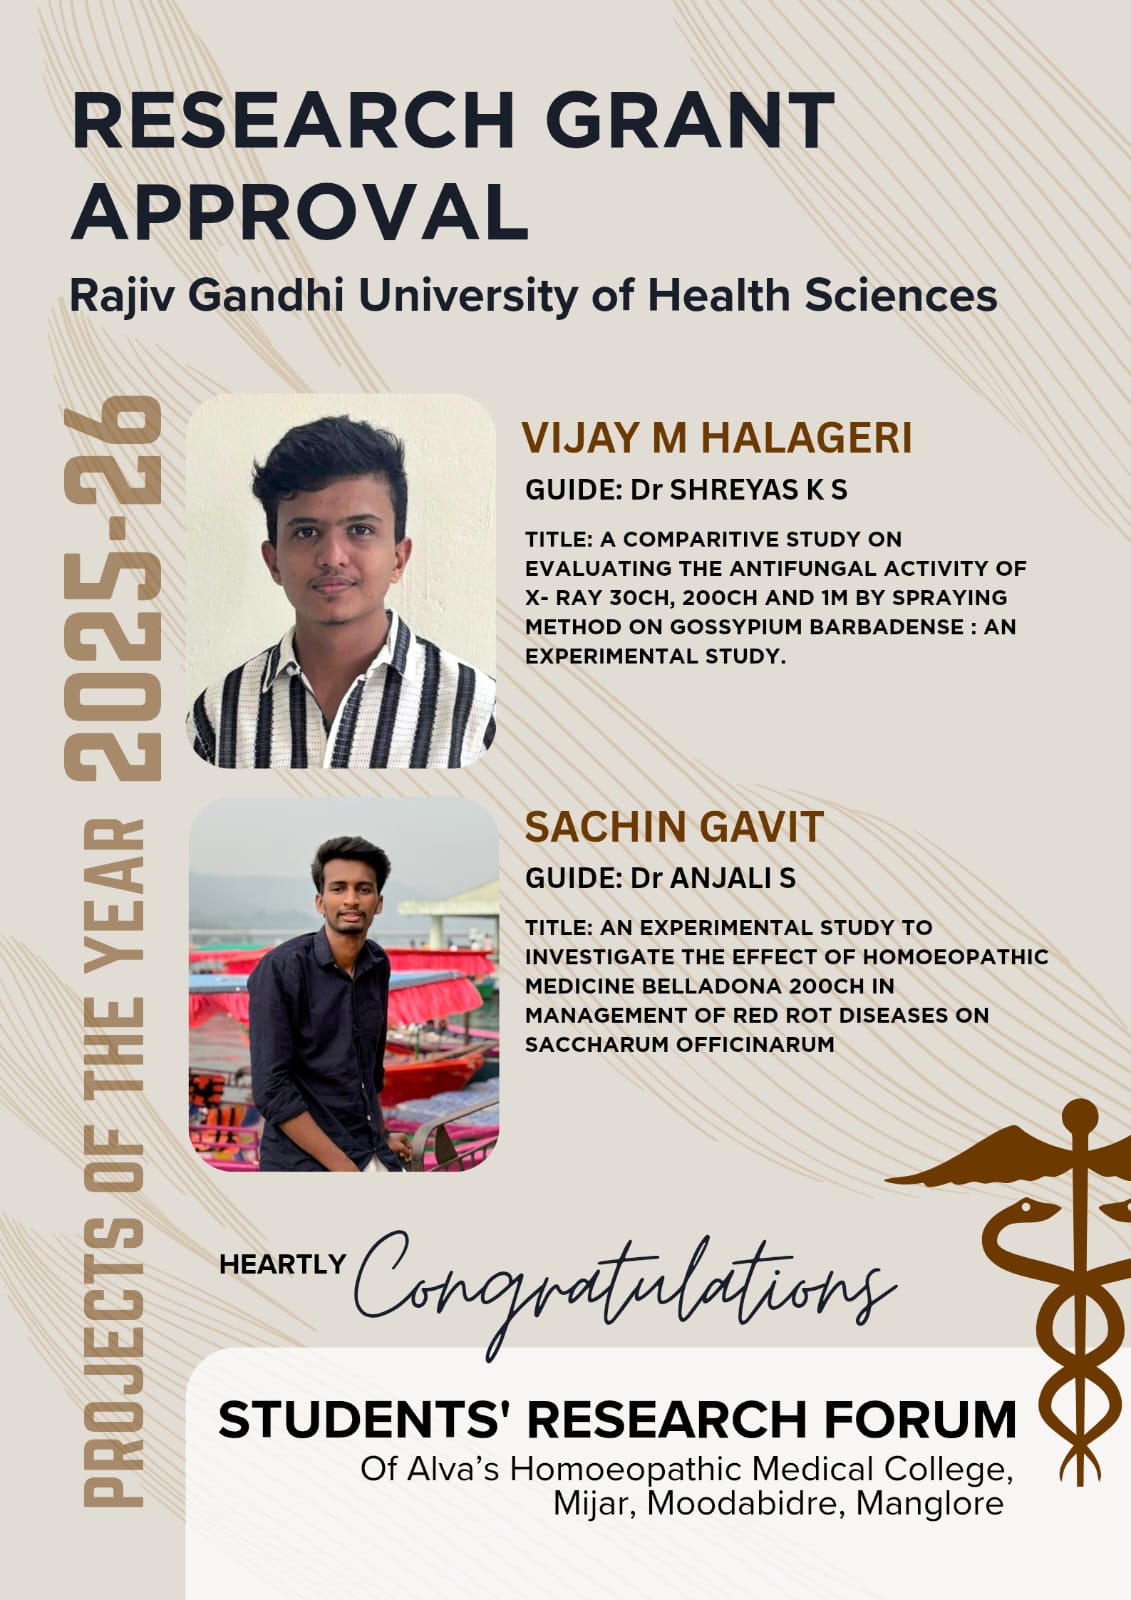 RESEARCH GRANT
APPROVAL
Rajiv Gandhi University of Health Sciences
PROJECTS OF THE YEAR 2025-26
VIJAY M HALAGERI
GUIDE: Dr SHREYAS K S
TITLE: A COMPARITIVE STUDY ON
EVALUATING THE ANTIFUNGAL ACTIVITY OF
X- RAY 30CH, 200CH AND 1M BY SPRAYING
METHOD ON GOSSYPIUM BARBADENSE : AN
EXPERIMENTAL STUDY.
SACHIN GAVIT
GUIDE: Dr ANJALI S
TITLE: AN EXPERIMENTAL STUDY TO
INVESTIGATE THE EFFECT OF HOMOEOPATHIC
MEDICINE BELLADONA 200CH IN
MANAGEMENT OF RED ROT DISEASES ON
SACCHARUM OFFICINARUM
HEARTLY Congratulations
STUDENTS' RESEARCH FORUM
Of Alva’s Homoeopathic Medical College,
Mijar, Moodabidre, Manglore